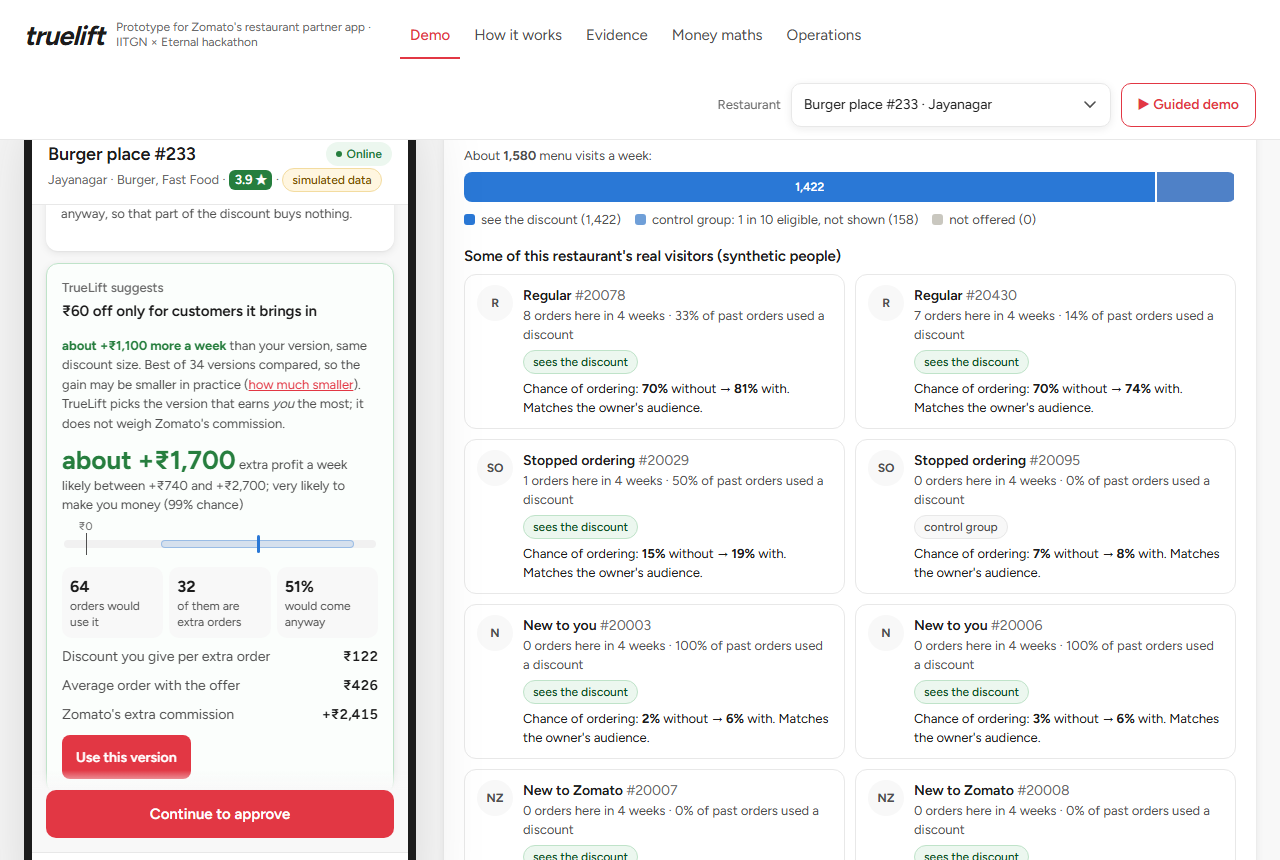 truelift
Prototype for Zomato's restaurant partner app ·
IITGN × Eternal hackathon
Demo
How it works
Evidence
Money maths
Operations
Restaurant
Burger place #233 · Jayanagar
▶ Guided demo
Burger place #233
● Online
Jayanagar · Burger, Fast Food · 3.9 ★ · simulated data
anyway, so that part of the discount buys nothing.
TrueLift suggests
₹60 off only for customers it brings in
about +₹1,100 more a week than your version, same
discount size. Best of 34 versions compared, so the
gain may be smaller in practice (how much smaller).
TrueLift picks the version that earns you the most; it
does not weigh Zomato's commission.
about +₹1,700 extra profit a week
likely between +₹740 and +₹2,700; very likely to
make you money (99% chance)
₹0
64
orders would
use it
32
of them are
extra orders
51%
would come
anyway
Discount you give per extra order ₹122
Average order with the offer ₹426
Zomato's extra commission +₹2,415
Use this version
Continue to approve
About 1,580 menu visits a week:
1,422
see the discount (1,422)
control group: 1 in 10 eligible, not shown (158)
not offered (0)
Some of this restaurant's real visitors (synthetic people)
R
Regular #20078
8 orders here in 4 weeks · 33% of past orders used a
discount
sees the discount
Chance of ordering: 70% without → 81% with.
Matches the owner's audience.
R
Regular #20430
7 orders here in 4 weeks · 14% of past orders used a
discount
sees the discount
Chance of ordering: 70% without → 74% with.
Matches the owner's audience.
SO
Stopped ordering #20029
1 orders here in 4 weeks · 50% of past orders used a
discount
sees the discount
Chance of ordering: 15% without → 19% with.
Matches the owner's audience.
SO
Stopped ordering #20095
0 orders here in 4 weeks · 0% of past orders used a
discount
control group
Chance of ordering: 7% without → 8% with. Matches
the owner's audience.
N
New to you #20003
0 orders here in 4 weeks · 100% of past orders used
a discount
sees the discount
Chance of ordering: 2% without → 6% with. Matches
the owner's audience.
N
New to you #20006
0 orders here in 4 weeks · 100% of past orders used
a discount
sees the discount
Chance of ordering: 3% without → 6% with. Matches
the owner's audience.
NZ
New to Zomato #20007
0 orders here in 4 weeks · 0% of past orders used a
discount
sees the discount
NZ
New to Zomato #20008
0 orders here in 4 weeks · 0% of past orders used a
discount
sees the discount